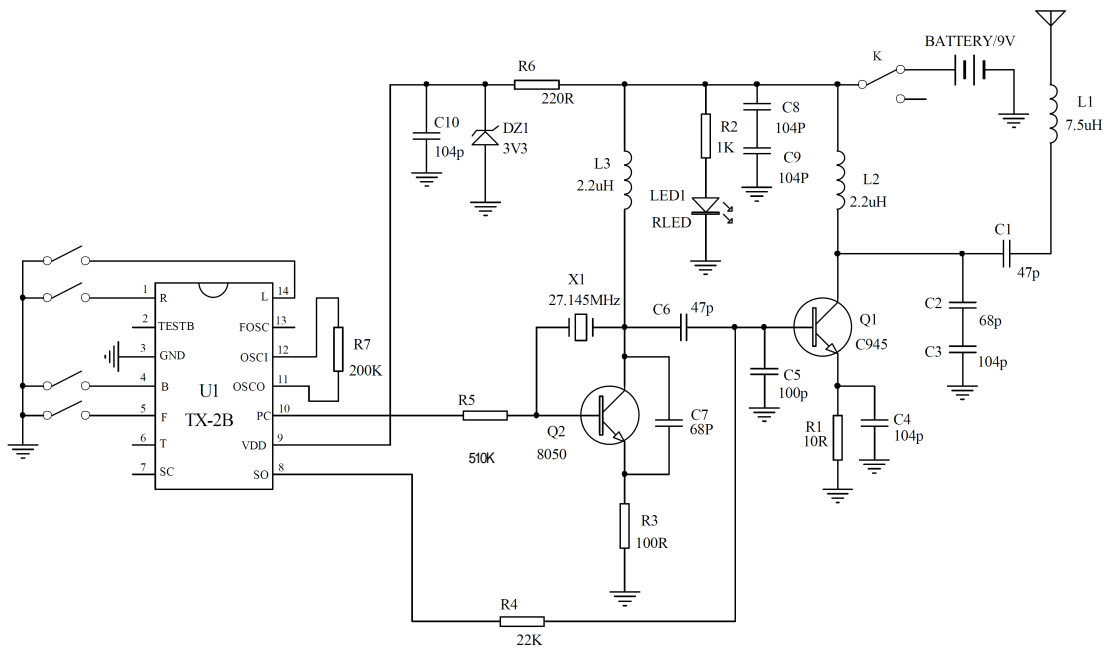 BATTERY/9V
K
R6
220R
L1
7.5uH
C10
104p
DZ1
3V3
R2
1K
C8
104P
C9
104P
L3
2.2uH
L2
2.2uH
LED1
RLED
C1
47p
X1
27.145MHz
C6
47p
Q1
C945
C2
68p
C3
104p
1 R
L 14
2 TESTB
FOSC 13
3 GND
OSCI 12
4 B
OSCO 11
5 F
PC 10
6 T
VDD 9
7 SC
SO 8
U1
TX-2B
R7
200K
R5
510K
Q2
8050
C7
68P
C5
100p
R1
10R
C4
104p
R3
100R
R4
22K